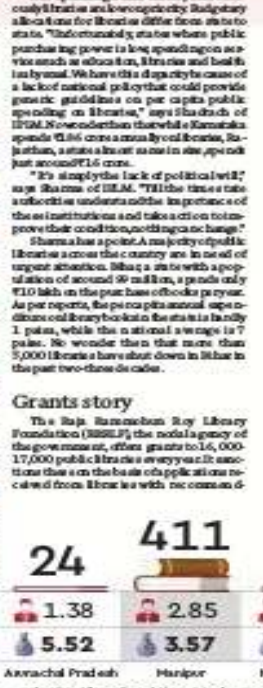 ously libraries are low priority. Budgetary
allocations for libraries differ from state to
state. "Unfortunately, states where public
purchasing power is low, spending on ser-
vices such as education, libraries and health
is abysmal. We have this disparity because of
a lack of national policy that could provide
generic guidelines on per capita public
spending on libraries," says
No wonder then that while Karnataka
spends annually on libraries, Ra-
jasthan, a state almost same in size, spends
just around ₹16 crore.
"It's simply the lack of political will,"
says Sharma of "Till the time state
authorities understand the importance of
these institutions and take action to im-
prove their condition, nothing can change."
Sharma has a point. A majority of public
libraries across the country are in need of
urgent attention. Bihar, a state with a pop-
ulation of around 99 million, spends only
₹10 lakh on the purchase of books per year.
As per reports, the per capita annual expen-
diture on library books in the state is hardly
1 paisa, while the national average is 7
paise. No wonder then that more than
libraries have shut down in Bihar in
the past two-three decades.
Grants story
The Raja Rammohun Roy Library
Foundation (RRRLF), the nodal agency of
the government, offers grants to 16,000-
17,000 public libraries every year. It sanc-
tions these on the basis of applications re-
ceived from libraries with recommend-
24 411
1.38 2.85
5.52 3.57
Arunachal Pradesh Manipur